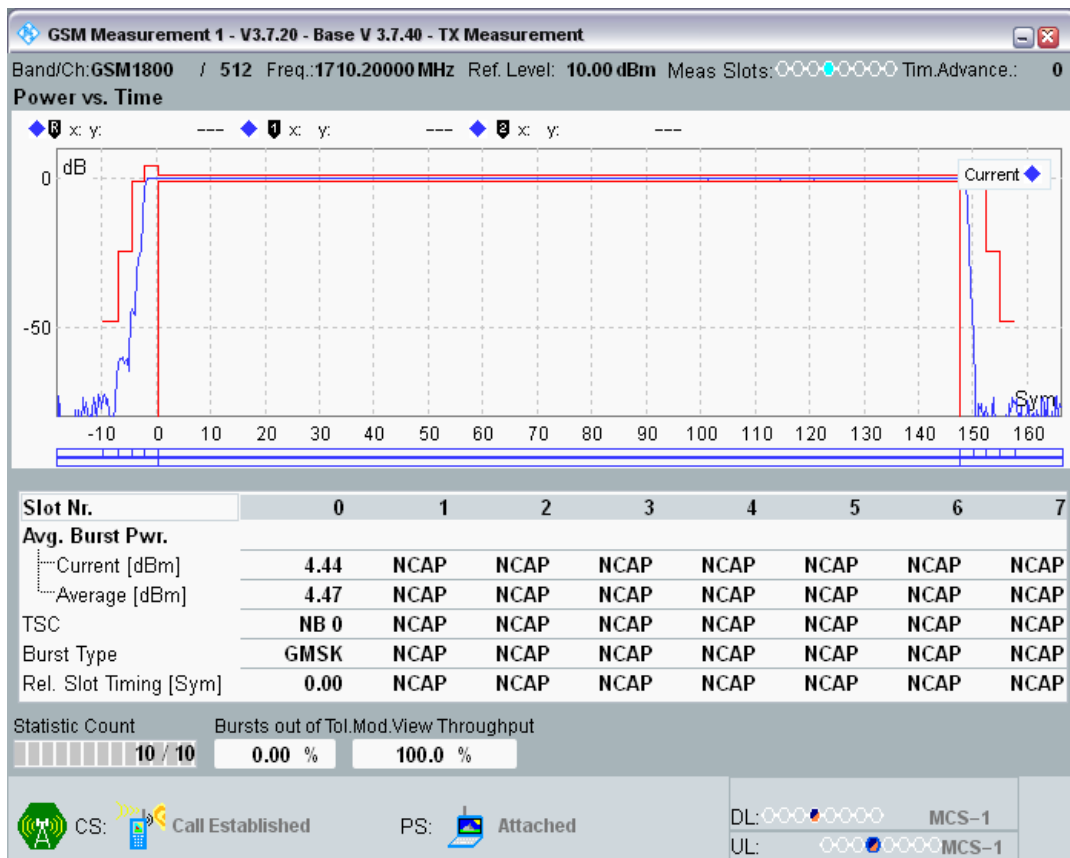 GSM Measurement 1 - V3.7.20 - Base V 3.7.40 - TX Measurement
Band/Ch:GSM1800 / 512 Freq.:1710.20000 MHz Ref. Level: 10.00 dBm Meas Slots: Tim.Advance.: 0
Power vs. Time
R x: y: --- 1 x: y: --- 2 x: y: ---
dB
Current
0
-50
Sym
-10 0 10 20 30 40 50 60 70 80 90 100 110 120 130 140 150 160
Slot Nr. 0 1 2 3 4 5 6 7
Avg. Burst Pwr.
Current [dBm] 4.44 NCAP NCAP NCAP NCAP NCAP NCAP NCAP
Average [dBm] 4.47 NCAP NCAP NCAP NCAP NCAP NCAP NCAP
TSC NB 0 NCAP NCAP NCAP NCAP NCAP NCAP NCAP
Burst Type GMSK NCAP NCAP NCAP NCAP NCAP NCAP NCAP
Rel. Slot Timing [Sym] 0.00 NCAP NCAP NCAP NCAP NCAP NCAP NCAP
Statistic Count Bursts out of Tol.Mod.View Throughput
10 / 10 0.00 % 100.0 %
CS: Call Established PS: Attached
DL: MCS-1
UL: MCS-1